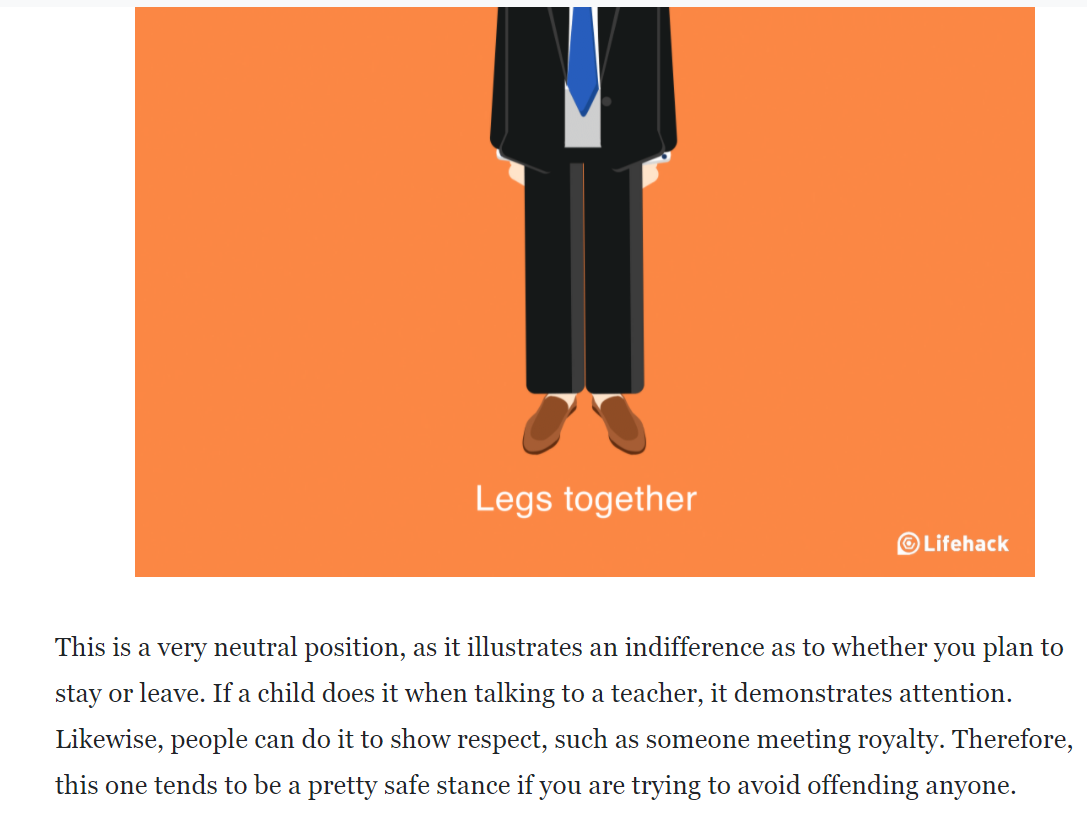 Legs together
Lifehack
This is a very neutral position, as it illustrates an indifference as to whether you plan to
stay or leave. If a child does it when talking to a teacher, it demonstrates attention.
Likewise, people can do it to show respect, such as someone meeting royalty. Therefore,
this one tends to be a pretty safe stance if you are trying to avoid offending anyone.